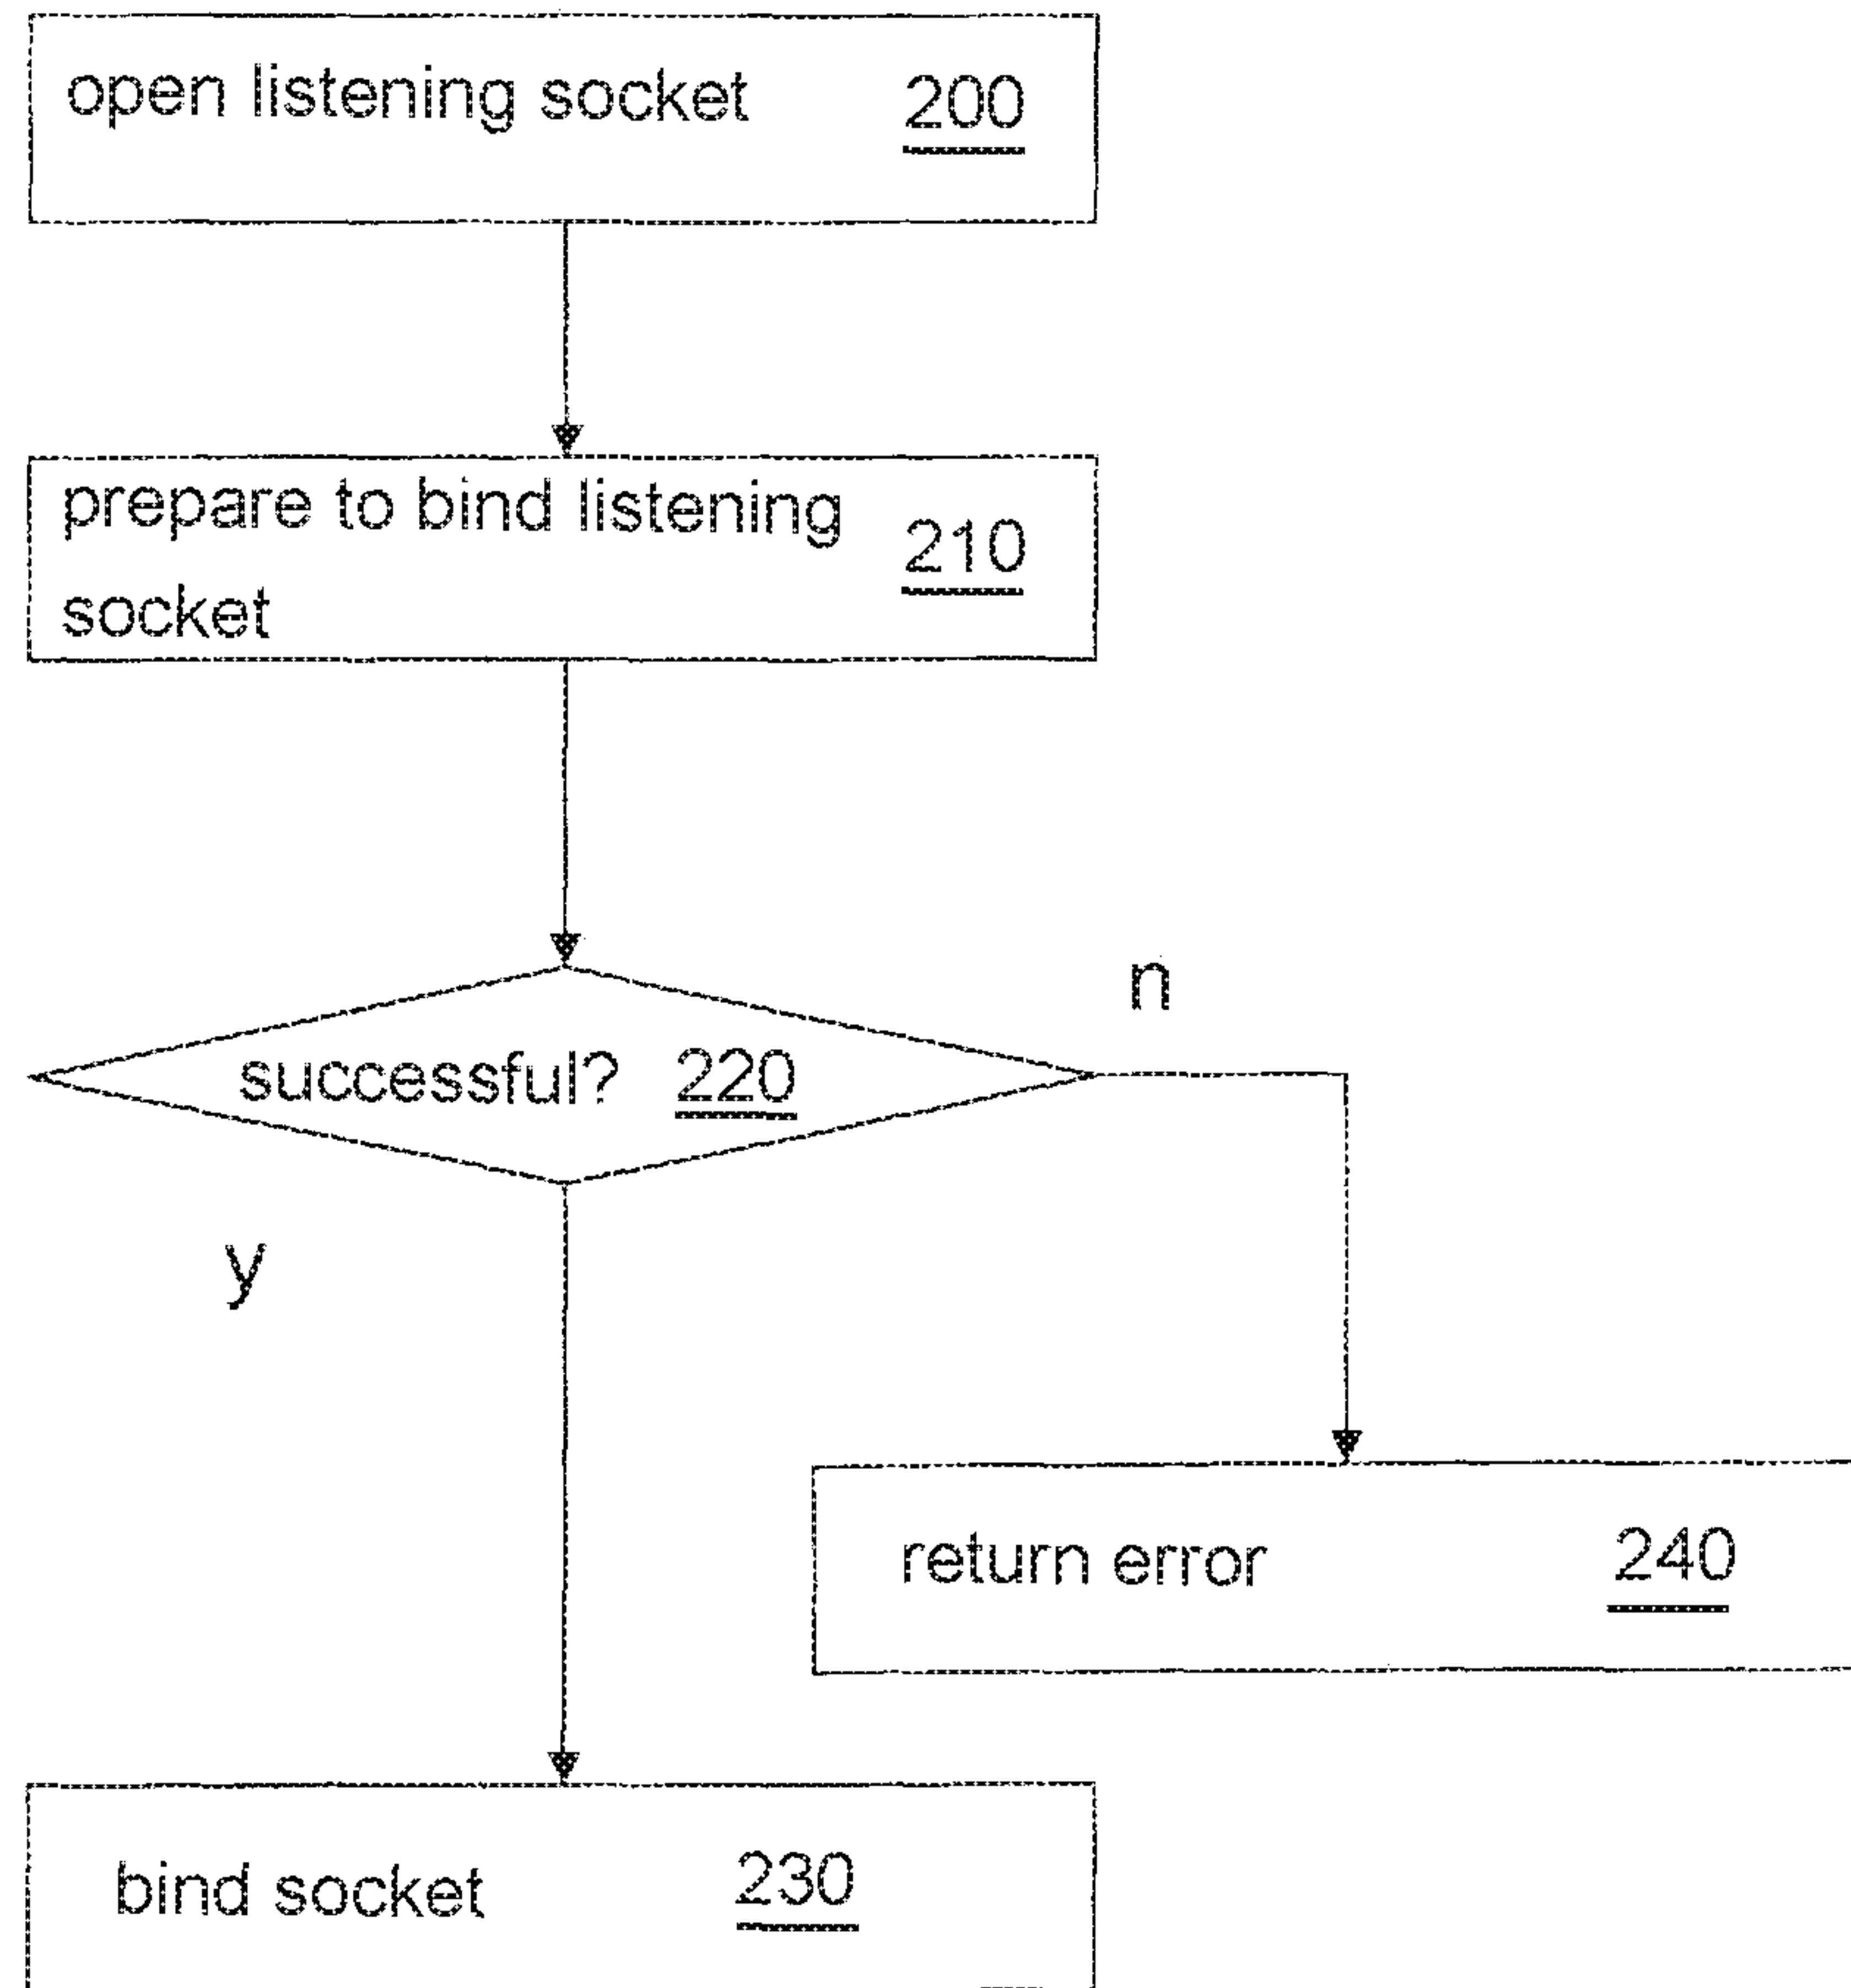 open listening socket 200
prepare to bind listening
socket
210
n
successful? 220
y
return error 240
bind socket 230